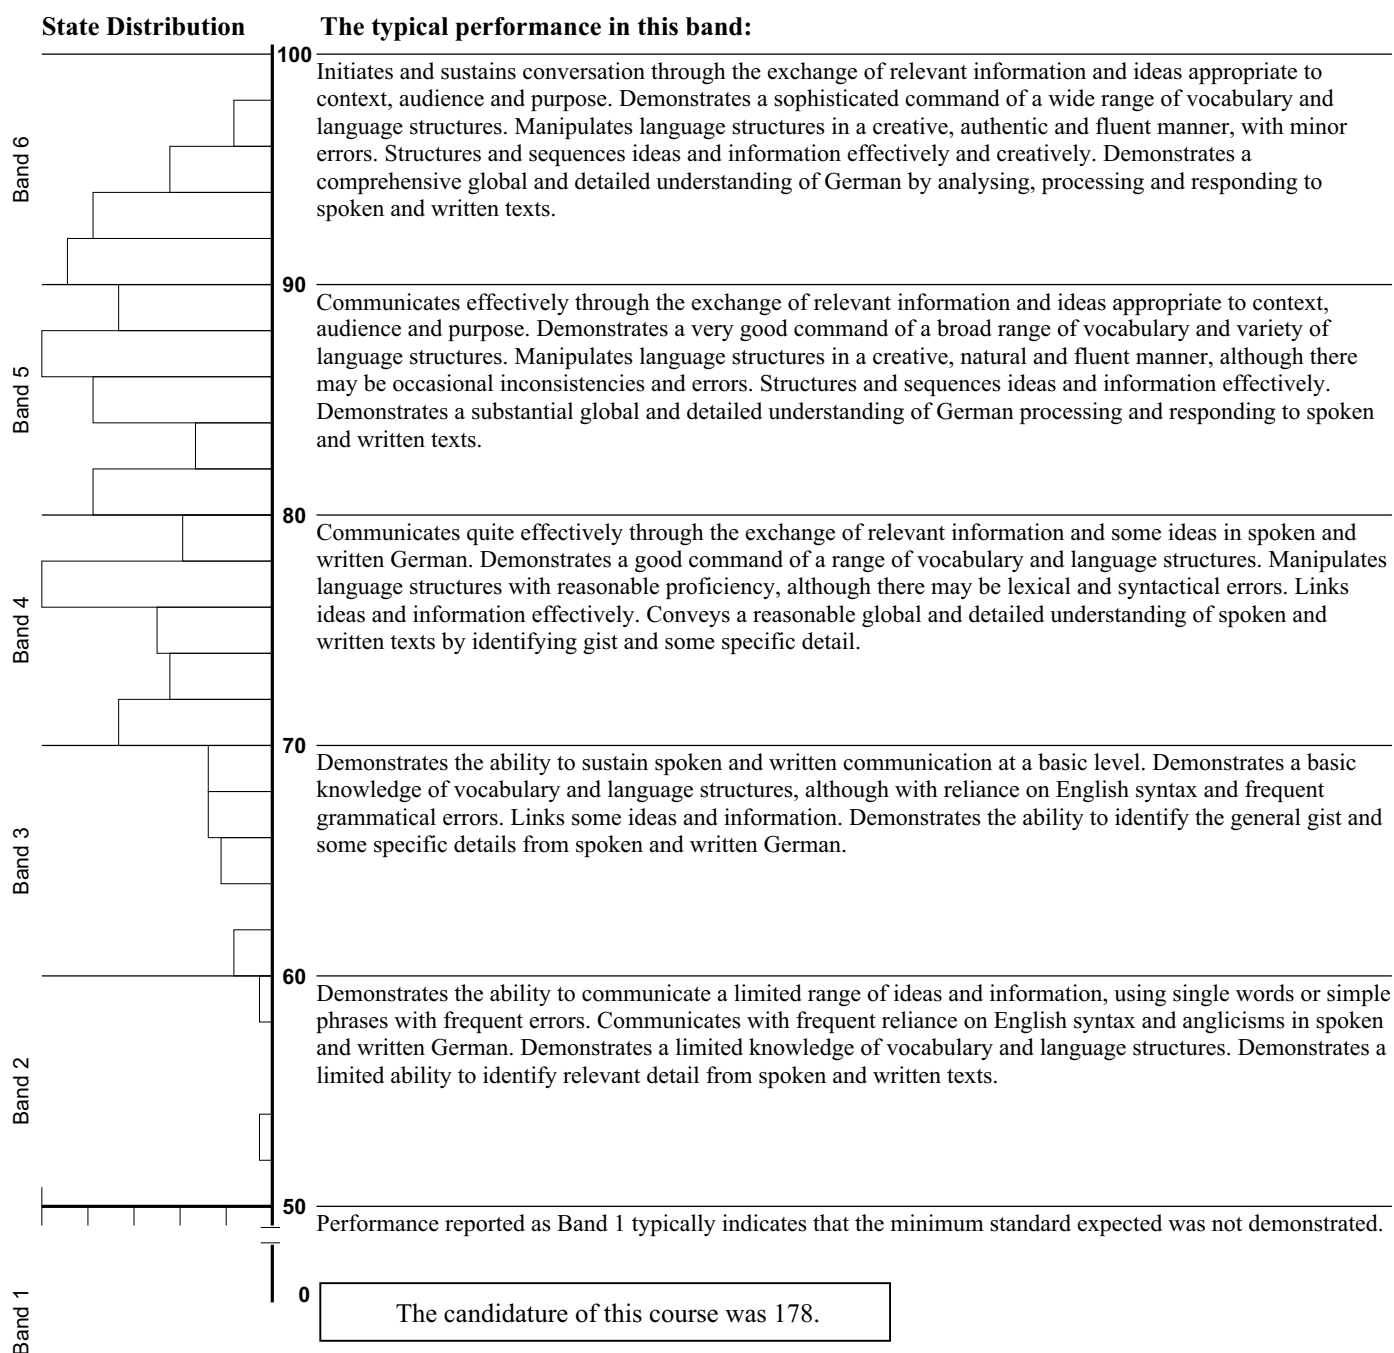 State Distribution
The typical performance in this band:
100
Band 6
Initiates and sustains conversation through the exchange of relevant information and ideas appropriate to
context, audience and purpose. Demonstrates a sophisticated command of a wide range of vocabulary and
language structures. Manipulates language structures in a creative, authentic and fluent manner, with minor
errors. Structures and sequences ideas and information effectively and creatively. Demonstrates a
comprehensive global and detailed understanding of German by analysing, processing and responding to
spoken and written texts.
90
Band 5
Communicates effectively through the exchange of relevant information and ideas appropriate to context,
audience and purpose. Demonstrates a very good command of a broad range of vocabulary and variety of
language structures. Manipulates language structures in a creative, natural and fluent manner, although there
may be occasional inconsistencies and errors. Structures and sequences ideas and information effectively.
Demonstrates a substantial global and detailed understanding of German processing and responding to spoken
and written texts.
80
Band 4
Communicates quite effectively through the exchange of relevant information and some ideas in spoken and
written German. Demonstrates a good command of a range of vocabulary and language structures. Manipulates
language structures with reasonable proficiency, although there may be lexical and syntactical errors. Links
ideas and information effectively. Conveys a reasonable global and detailed understanding of spoken and
written texts by identifying gist and some specific detail.
70
Band 3
Demonstrates the ability to sustain spoken and written communication at a basic level. Demonstrates a basic
knowledge of vocabulary and language structures, although with reliance on English syntax and frequent
grammatical errors. Links some ideas and information. Demonstrates the ability to identify the general gist and
some specific details from spoken and written German.
60
Band 2
Demonstrates the ability to communicate a limited range of ideas and information, using single words or simple
phrases with frequent errors. Communicates with frequent reliance on English syntax and anglicisms in spoken
and written German. Demonstrates a limited knowledge of vocabulary and language structures. Demonstrates a
limited ability to identify relevant detail from spoken and written texts.
50
Performance reported as Band 1 typically indicates that the minimum standard expected was not demonstrated.
0
Band 1
The candidature of this course was 178.